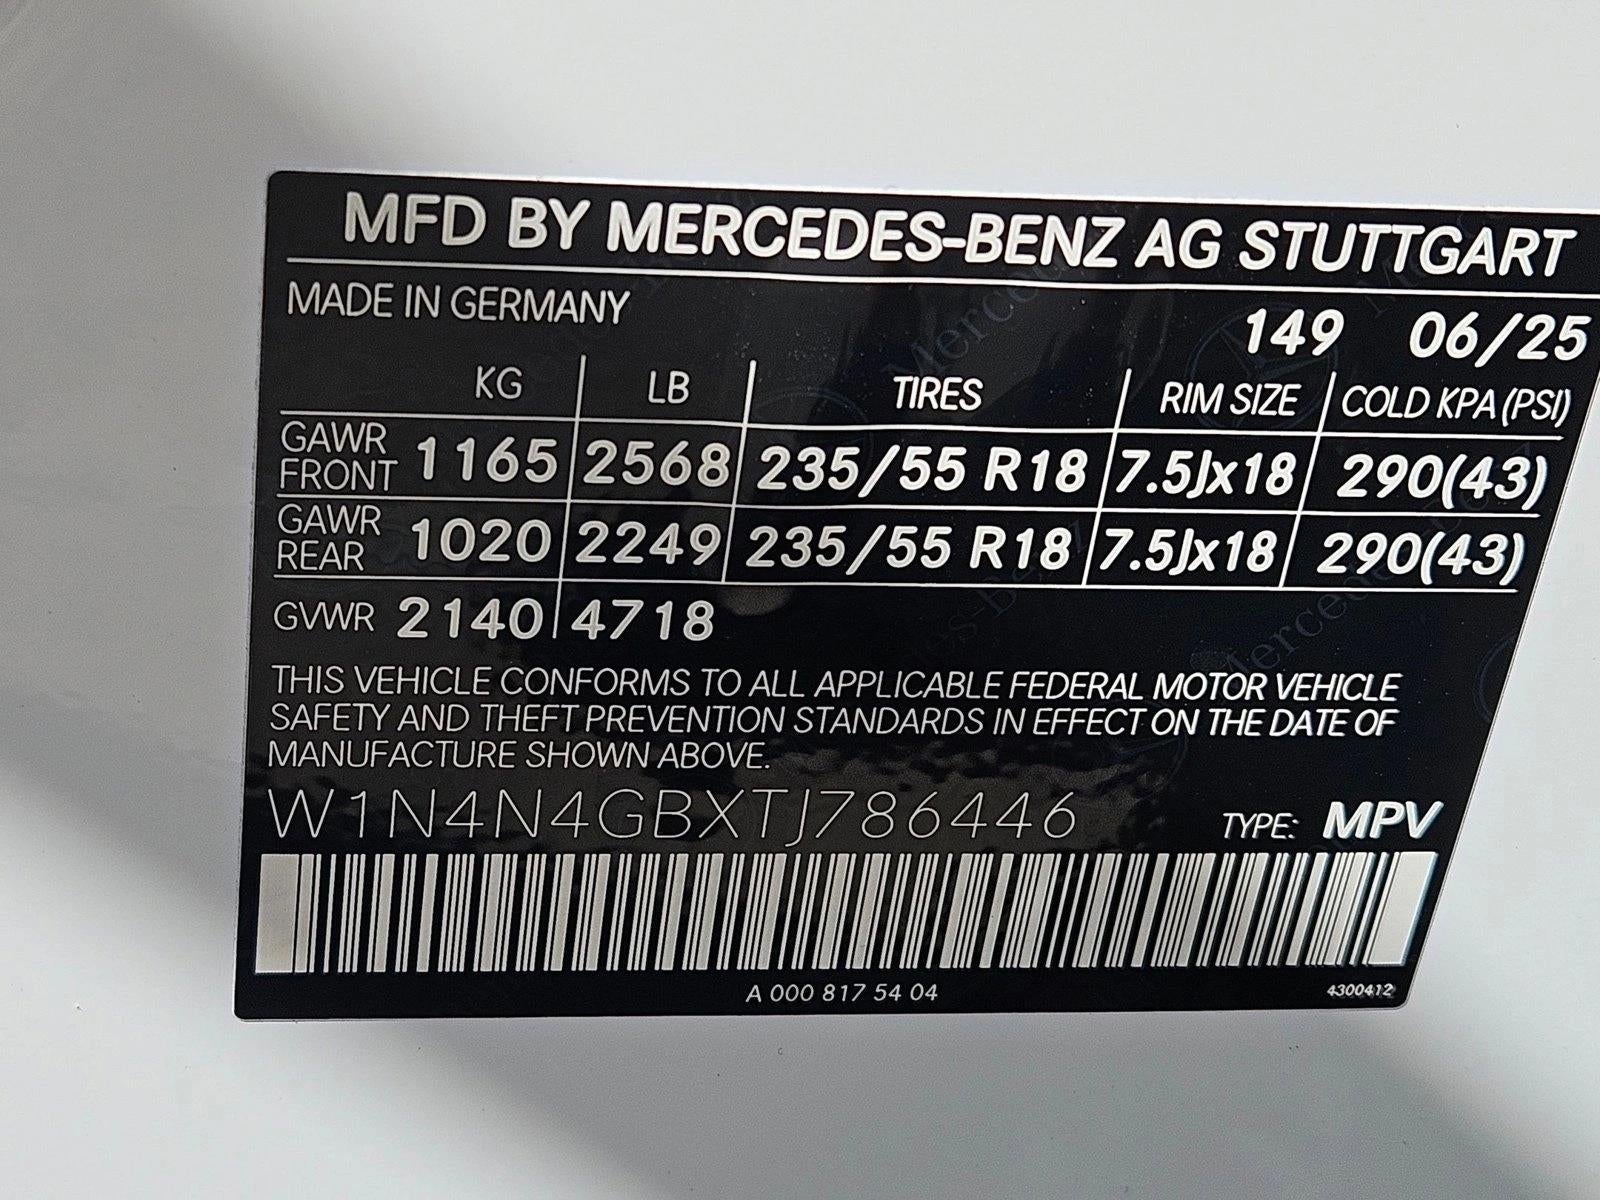 MFD BY MERCEDES-BENZ AG STUTTGART
MADE IN GERMANY
149 06/25
KG LB TIRES RIM SIZE COLD KPA (PSI)
GAWR FRONT 1165 2568 235/55 R18 7.5Jx18 290(43)
GAWR REAR 1020 2249 235/55 R18 7.5Jx18 290(43)
GVWR 2140 4718
THIS VEHICLE CONFORMS TO ALL APPLICABLE FEDERAL MOTOR VEHICLE
SAFETY AND THEFT PREVENTION STANDARDS IN EFFECT ON THE DATE OF
MANUFACTURE SHOWN ABOVE.
W1N4N4GBXTJ786446 TYPE: MPV
A 000 817 54 04 4300412